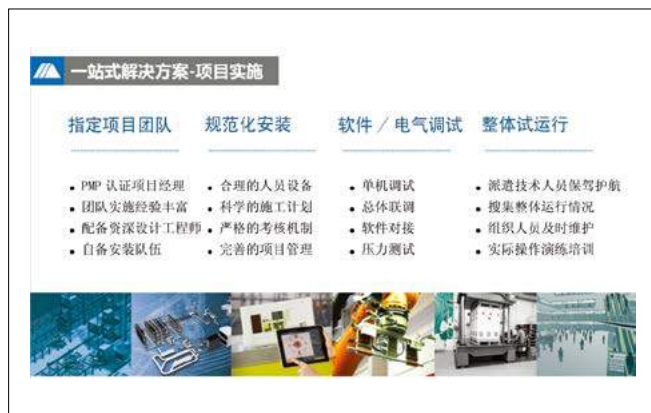 一站式解决方案-项目实施
指定项目团队
PMP 认证项目经理
团队实施经验丰富
配备资深设计工程师
自备安装队伍
规范化安装
合理的人员设备
科学的施工计划
严格的考核机制
完善的项目管理
软件 / 电气调试
单机调试
总体联调
软件对接
压力测试
整体试运行
派遣技术人员保驾护航
搜集整体运行情况
组织人员及时维护
实际操作演练培训